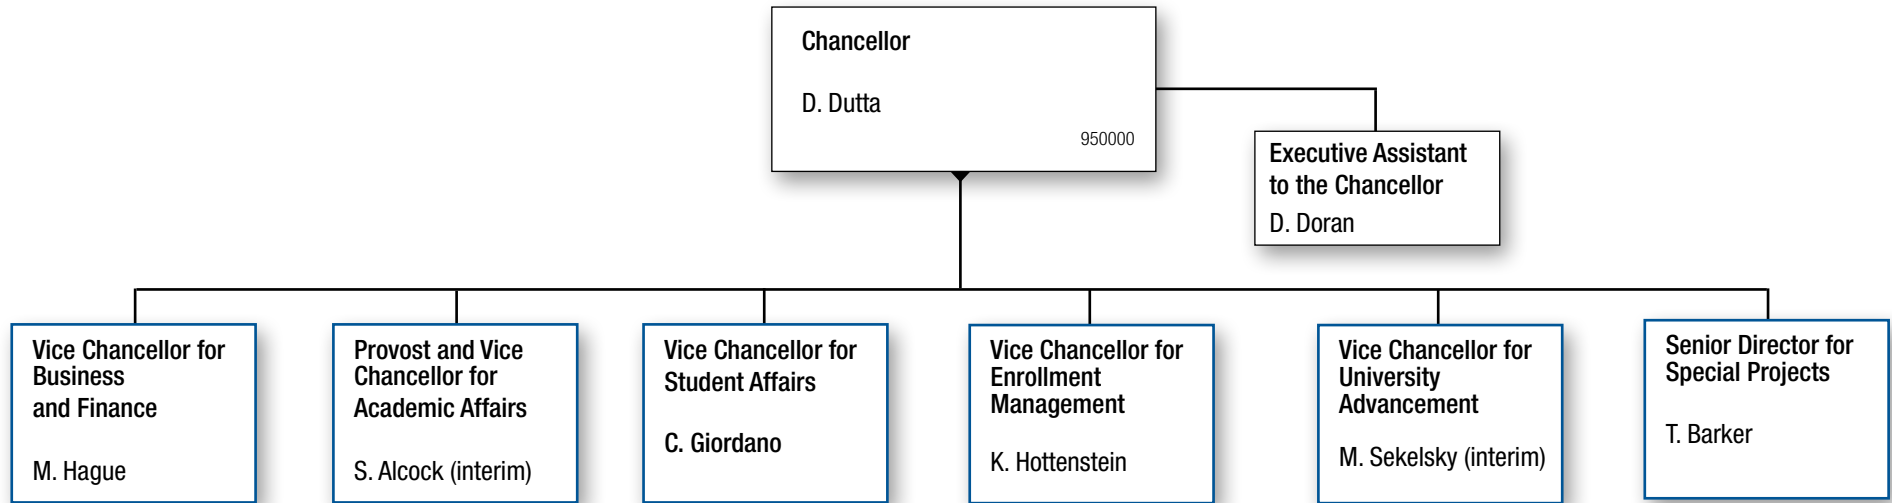 Chancellor
D. Dutta
950000
Executive Assistant
to the Chancellor
D. Doran
Vice Chancellor for
Business
and Finance
M. Hague
Provost and Vice
Chancellor for
Academic Affairs
S. Alcock (interim)
Vice Chancellor for
Student Affairs
C. Giordano
Vice Chancellor for
Enrollment
Management
K. Hottenstein
Vice Chancellor for
University
Advancement
M. Sekelsky (interim)
Senior Director for
Special Projects
T. Barker